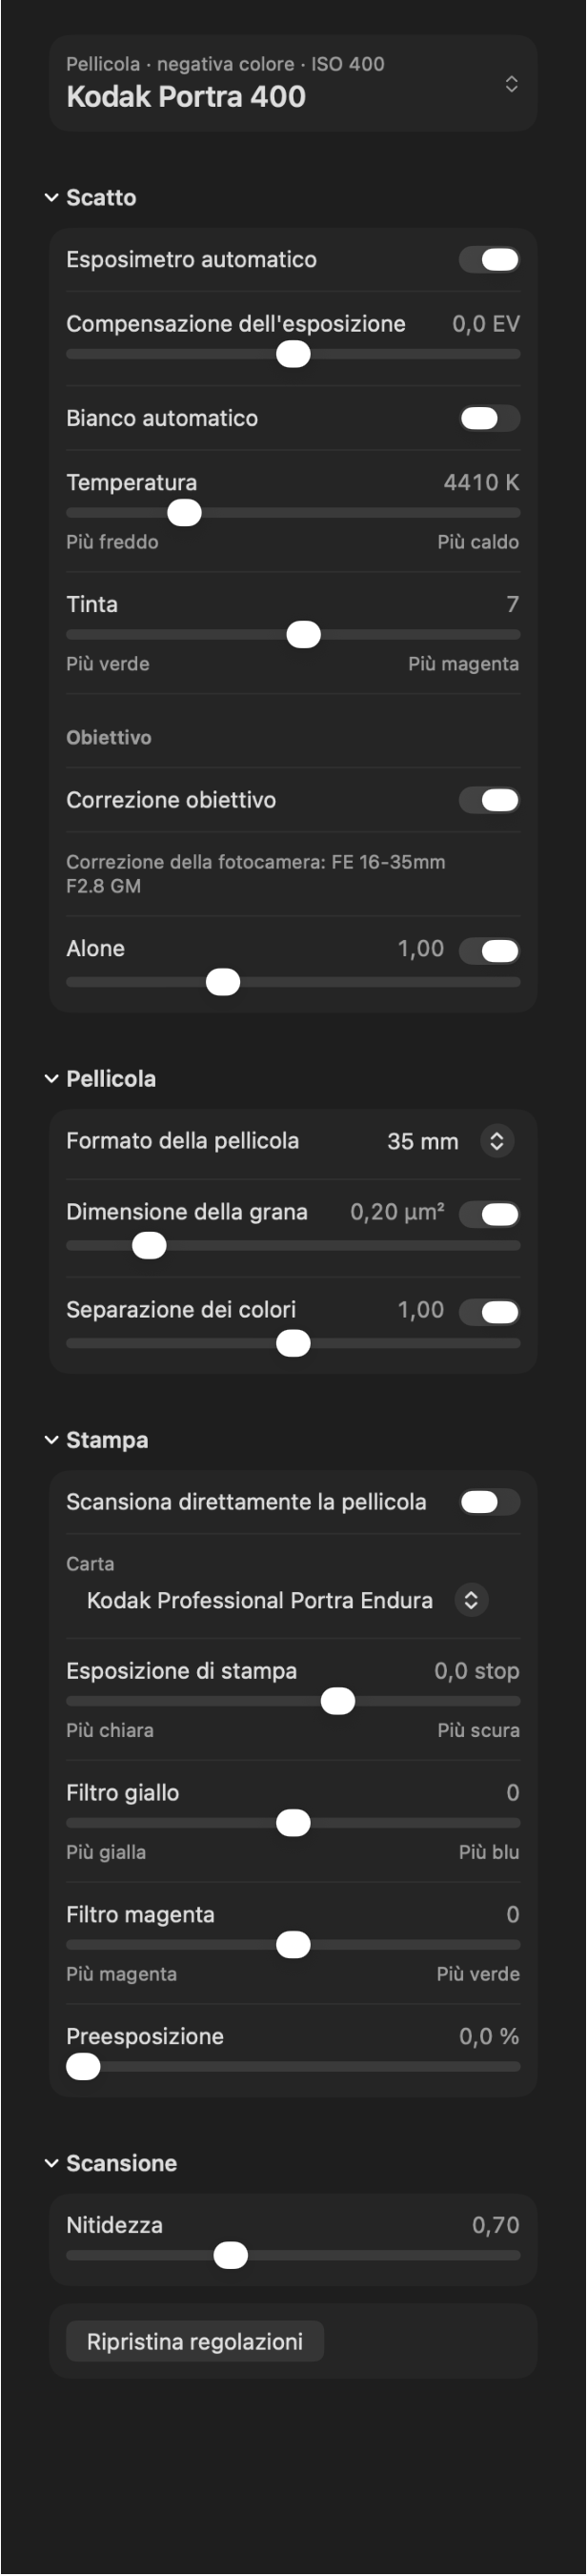 Pellicola · negativa colore · ISO 400
Kodak Portra 400
Scatto
Esposimetro automatico
Compensazione dell'esposizione 0,0 EV
Bianco automatico
Temperatura 4410 K
Più freddo Più caldo
Tinta 7
Più verde Più magenta
Obiettivo
Correzione obiettivo
Correzione della fotocamera: FE 16-35mm
F2.8 GM
Alone 1,00
Pellicola
Formato della pellicola 35 mm
Dimensione della grana 0,20 µm²
Separazione dei colori 1,00
Stampa
Scansiona direttamente la pellicola
Carta
Kodak Professional Portra Endura
Esposizione di stampa 0,0 stop
Più chiara Più scura
Filtro giallo 0
Più gialla Più blu
Filtro magenta 0
Più magenta Più verde
Preesposizione 0,0 %
Scansione
Nitidezza 0,70
Ripristina regolazioni